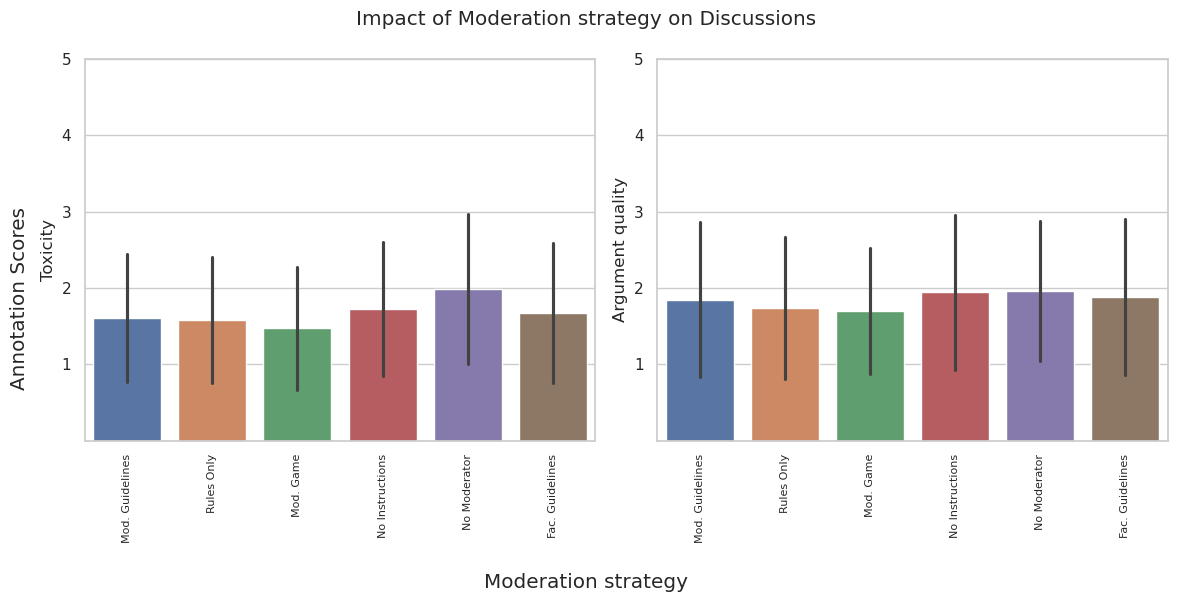 Impact of Moderation strategy on Discussions
Annotation Scores
Toxicity
5
4
3
2
1
Mod. Guidelines
Rules Only
Mod. Game
No Instructions
No Moderator
Fac. Guidelines
Argument quality
5
4
3
2
1
Mod. Guidelines
Rules Only
Mod. Game
No Instructions
No Moderator
Fac. Guidelines
Moderation strategy